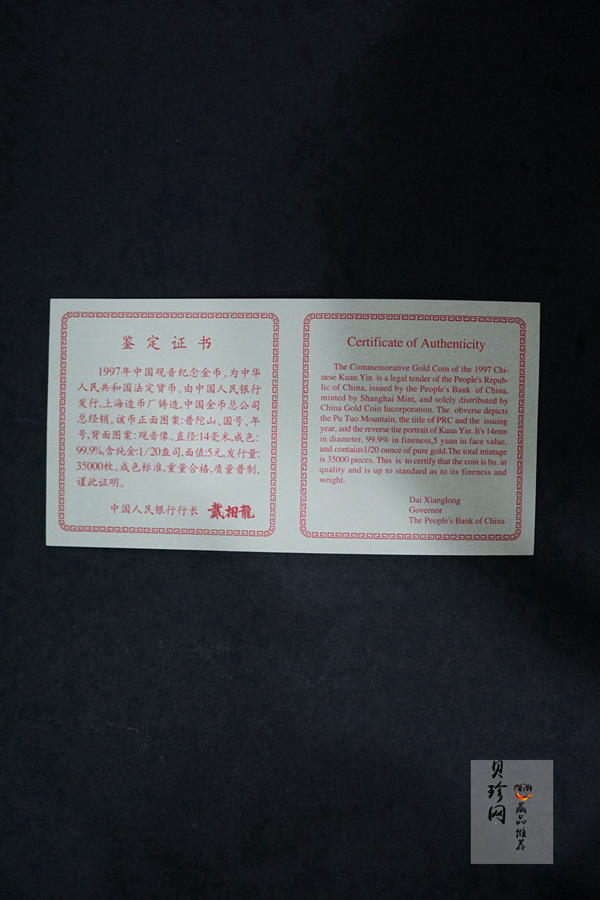 鉴定证书
1997年中国观音纪念金币,为中华
人民共和国法定货币,由中国人民银行
发行,上海造币厂铸造,中国金币总公司
总经销。该币正面图案:普陀山、国号、年
号,背面图案:观音像,直径:14毫米,成色:
99.9%,含纯金:1/20盎司,面值:5元,发行量:
35000枚。成色标准,重量合格,质量普制,
谨此证明。
中国人民银行行长 戴相龍
Certificate of Authenticity
The Commemorative Gold Coin of the 1997 Chi-
nese Kuan Yin is a legal tender of the People's Repub-
lic of China, issued by the People's Bank of China,
minted by Shanghai Mint, and solely distributed by
China Gold Coin Incorporation. The obverse depicts
the Pu Tuo Mountain, the title of PRC and the issuing
year, and the reverse the portrait of Kuan Yin. It's 14mm
in diameter, 99.9% in fineness,5 yuan in face value,
and contains1/20 ounce of pure gold.The total mintage
is 35000 pieces. This is to certify that the coin is bu. in
quality and is up to standard as to its fineness and
weight.
Dai Xianglong
Governor
The People's Bank of China
贝珍网
藏品推荐